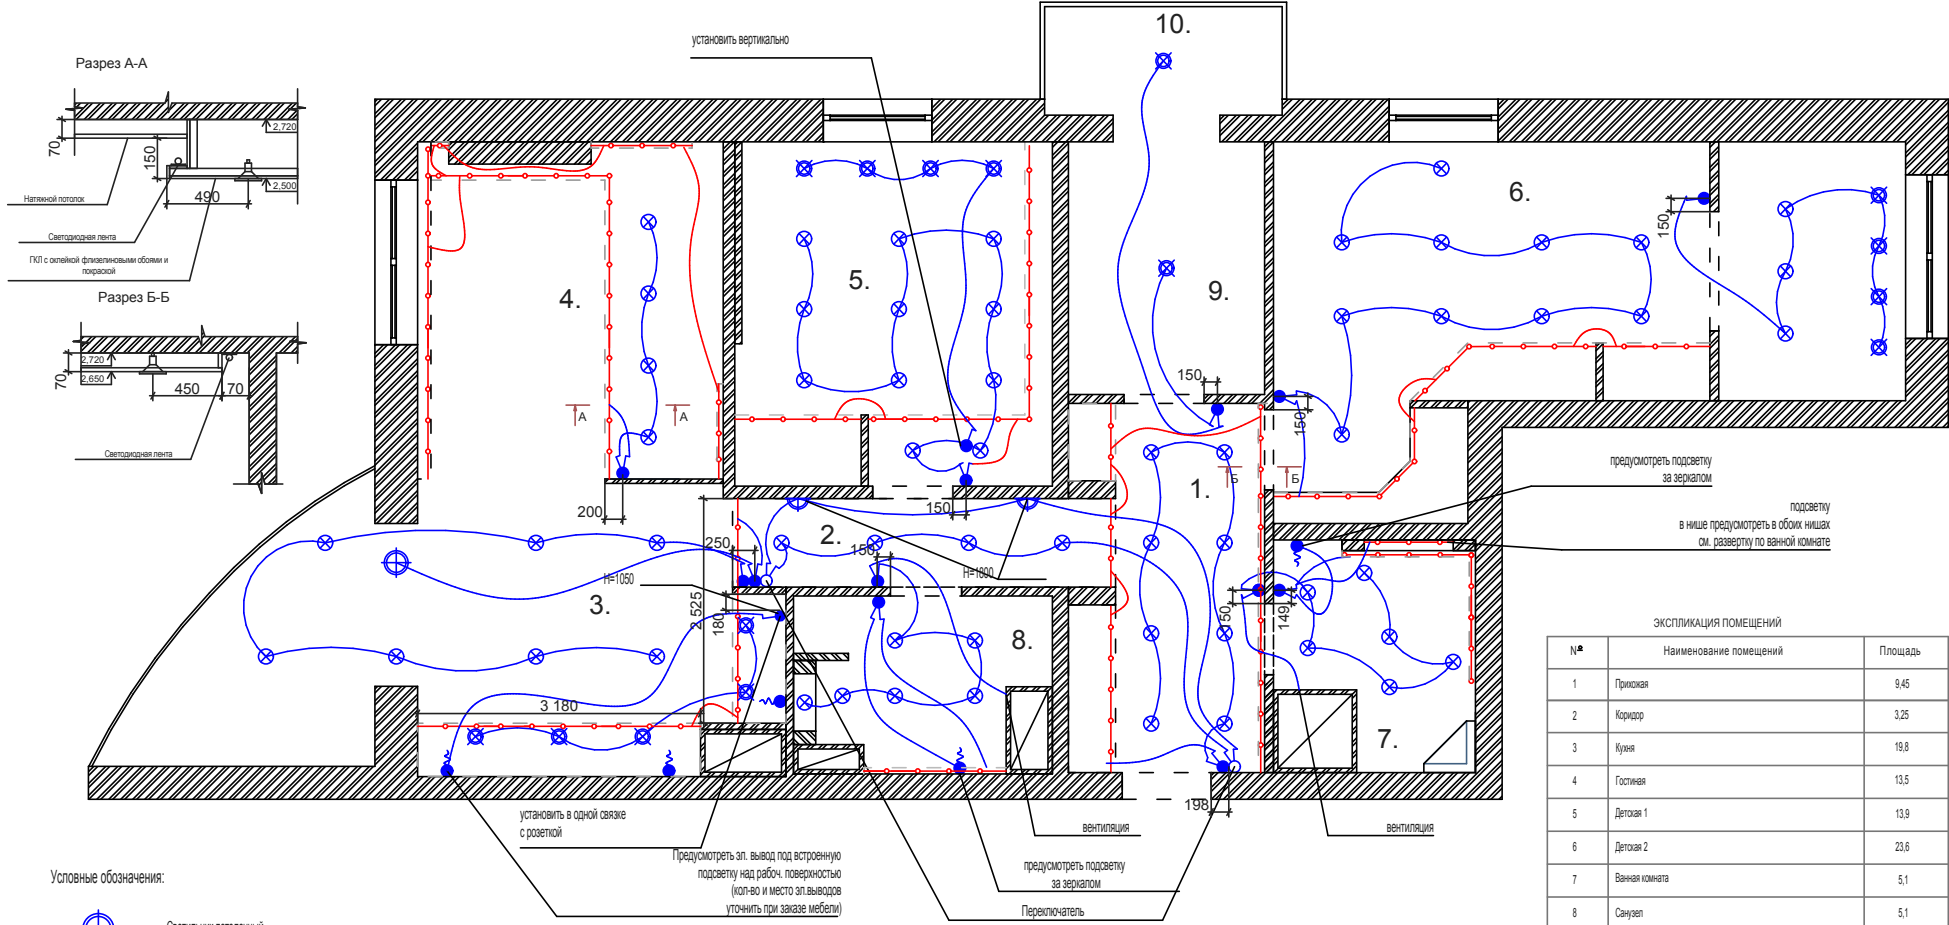 установить вертикально
10.
Разрез А-А
2,720
70
150
2,500
490
Натяжной потолок
Светодиодная лента
ГКЛ с оклейкой флизелиновыми обоями и
покраской
Разрез Б-Б
2,720
70
2,650
450
70
Светодиодная лента
4.
5.
9.
6.
150
150
150
А
А
Б
Б
1.
200
150
2.
250
150
H=1050
H=1800
3.
2 525
180
8.
150
149
3 180
7.
198
предусмотреть подсветку
за зеркалом
подсветку
в нише предусмотреть в обоих нишах
см. развертку по ванной комнате
установить в одной связке
с розеткой
Предусмотреть эл. вывод под встроенную
подсветку над рабоч. поверхностью
(кол-во и место эл.выводов
уточнить при заказе мебели)
вентиляция
предусмотреть подсветку
за зеркалом
Переключатель
вентиляция
ЭКСПЛИКАЦИЯ ПОМЕЩЕНИЙ
№ Наименование помещений Площадь
1 Прихожая 9,45
2 Коридор 3,25
3 Кухня 19,8
4 Гостиная 13,5
5 Детская 1 13,9
6 Детская 2 23,6
7 Ванная комната 5,1
8 Санузел 5,1
Условные обозначения: